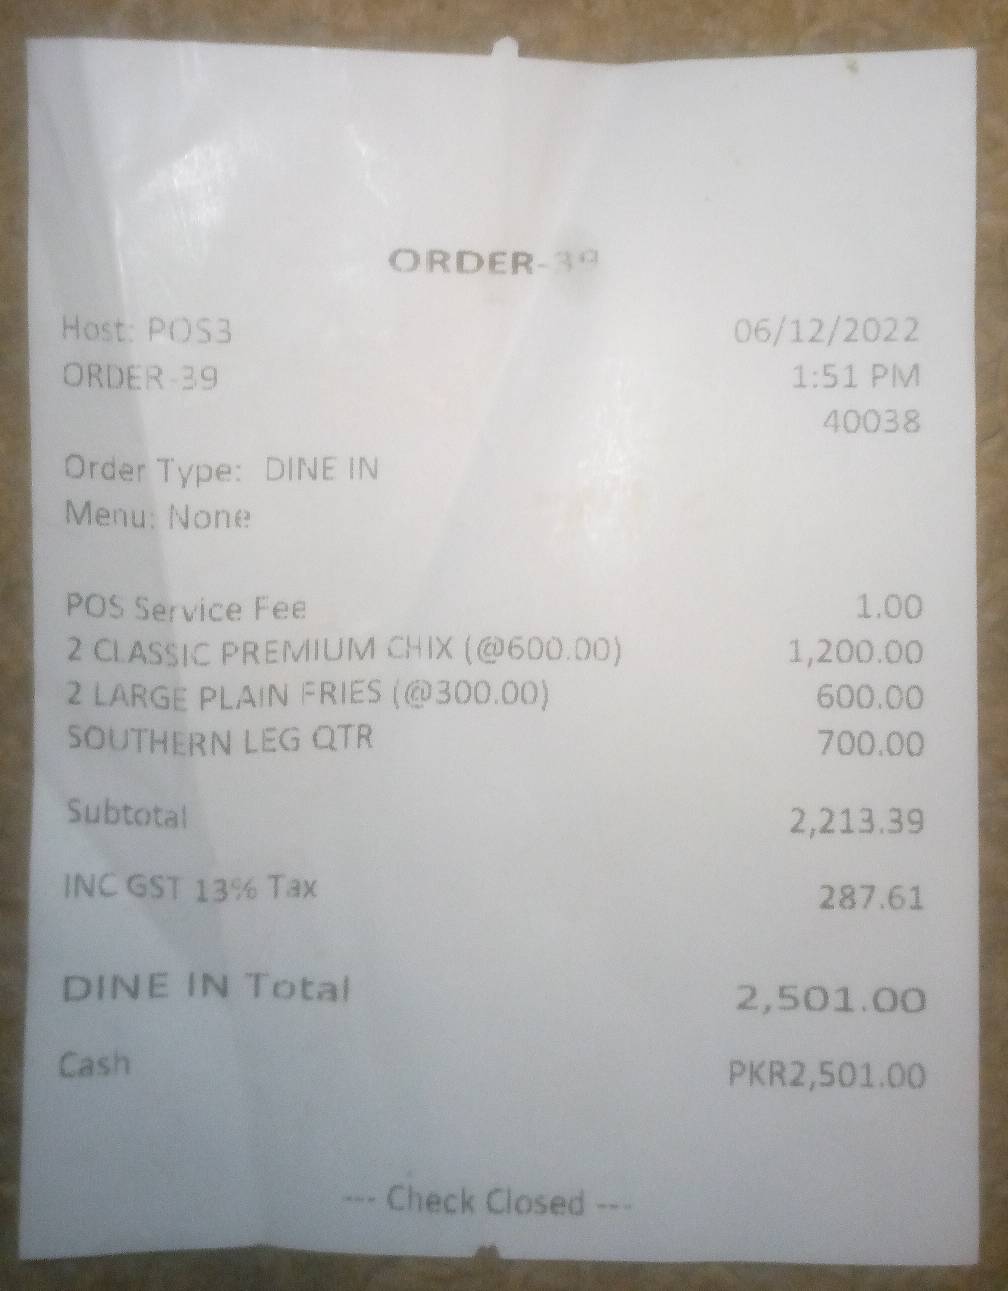 ORDER-39
Host: POS3 06/12/2022
ORDER-39 1:51 PM
40038
Order Type: DINE IN
Menu: None
POS Service Fee 1.00
2 CLASSIC PREMIUM CHIX (@600.00) 1,200.00
2 LARGE PLAIN FRIES (@300.00) 600.00
SOUTHERN LEG QTR 700.00
Subtotal 2,213.39
INC GST 13% Tax 287.61
DINE IN Total 2,501.00
Cash PKR2,501.00
--- Check Closed ---